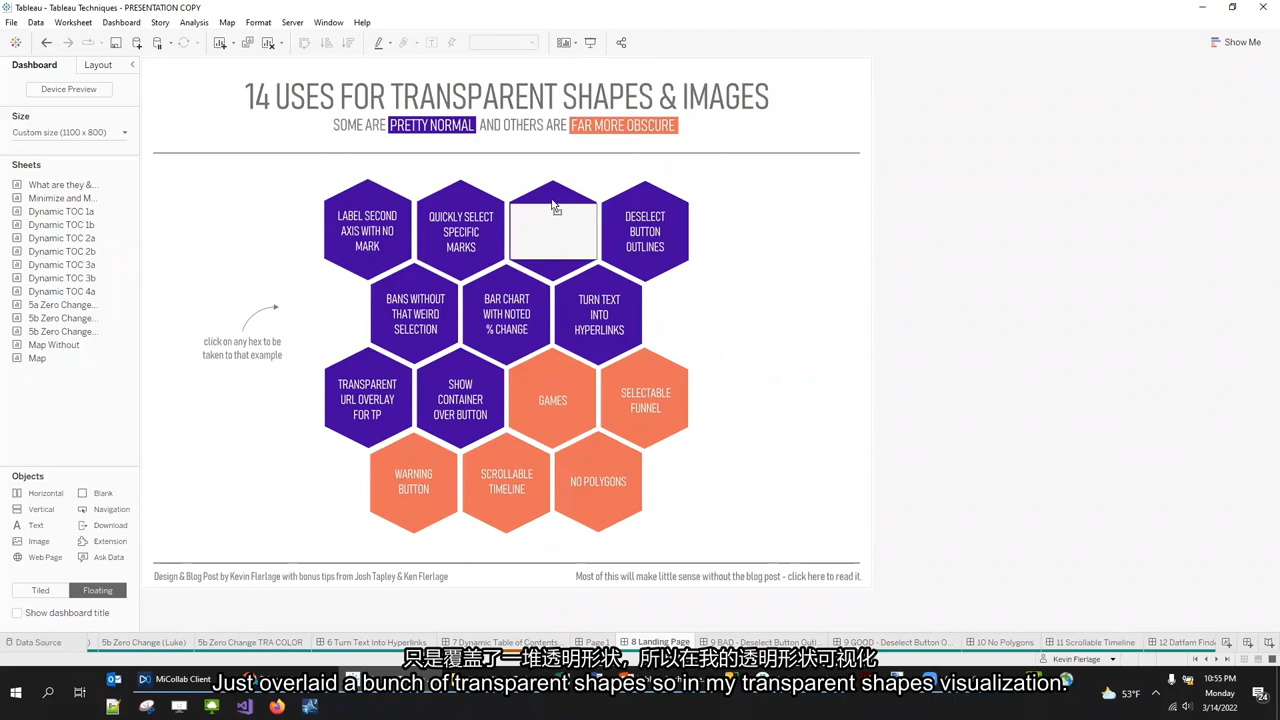 Tableau - Tableau Techniques - PRESENTATION COPY
File Data Worksheet Dashboard Story Analysis Map Format Server Window Help
Show Me
Dashboard Layout
Device Preview
Size
Custom size (1100 x 800)
Sheets
What are they &...
Minimize and M...
Dynamic TOC 1a
Dynamic TOC 1b
Dynamic TOC 2a
Dynamic TOC 2b
Dynamic TOC 3a
Dynamic TOC 3b
Dynamic TOC 4a
5a Zero Change...
5b Zero Change...
5b Zero Change...
Map Without
Map
Objects
Horizontal Blank
Vertical Navigation
Text Download
Image Extension
Web Page Ask Data
Tiled Floating
Show dashboard title
14 USES FOR TRANSPARENT SHAPES & IMAGES
SOME ARE PRETTY NORMAL AND OTHERS ARE FAR MORE OBSCURE
LABEL SECOND
AXIS WITH NO
MARK
QUICKLY SELECT
SPECIFIC
MARKS
DESELECT
BUTTON
OUTLINES
BANS WITHOUT
THAT WEIRD
SELECTION
BAR CHART
WITH NOTED
% CHANGE
TURN TEXT
INTO
HYPERLINKS
click on any hex to be
taken to that example
TRANSPARENT
URL OVERLAY
FOR TP
SHOW
CONTAINER
OVER BUTTON
GAMES
SELECTABLE
FUNNEL
WARNING
BUTTON
SCROLLABLE
TIMELINE
NO POLYGONS
Design & Blog Post by Kevin Flerlage with bonus tips from Josh Tapley & Ken Flerlage
Most of this will make little sense without the blog post - click here to read it.
Data Source 5b Zero Change (Luke) 5b Zero Change TRA COLOR 6 Turn Text Into Hyperlinks 7 Dynamic Table of Contents Page 1 8 Landing Page 9 BAD - Deselect Button Outl... 9 GOOD - Deselect Button O... 10 No Polygons 11 Scrollable Timeline 12 Datfam Find
Kevin Flerlage
只是覆盖了一堆透明形状，所以在我的透明形状可视化
Just overlaid a bunch of transparent shapes so in my transparent shapes visualization.
MiCollab Client
53°F
10:55 PM
Monday
3/14/2022
24